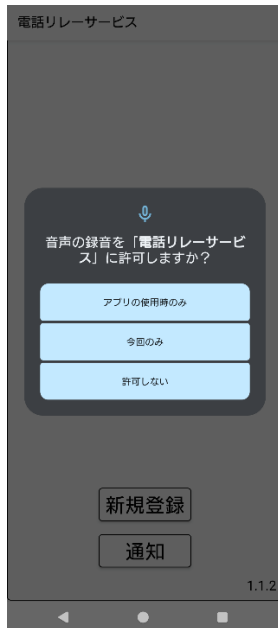 電話リレーサービス
音声の録音を「電話リレーサービ
ス」に許可しますか？
アプリの使用時のみ
今回のみ
許可しない
新規登録
通知
1.1.2